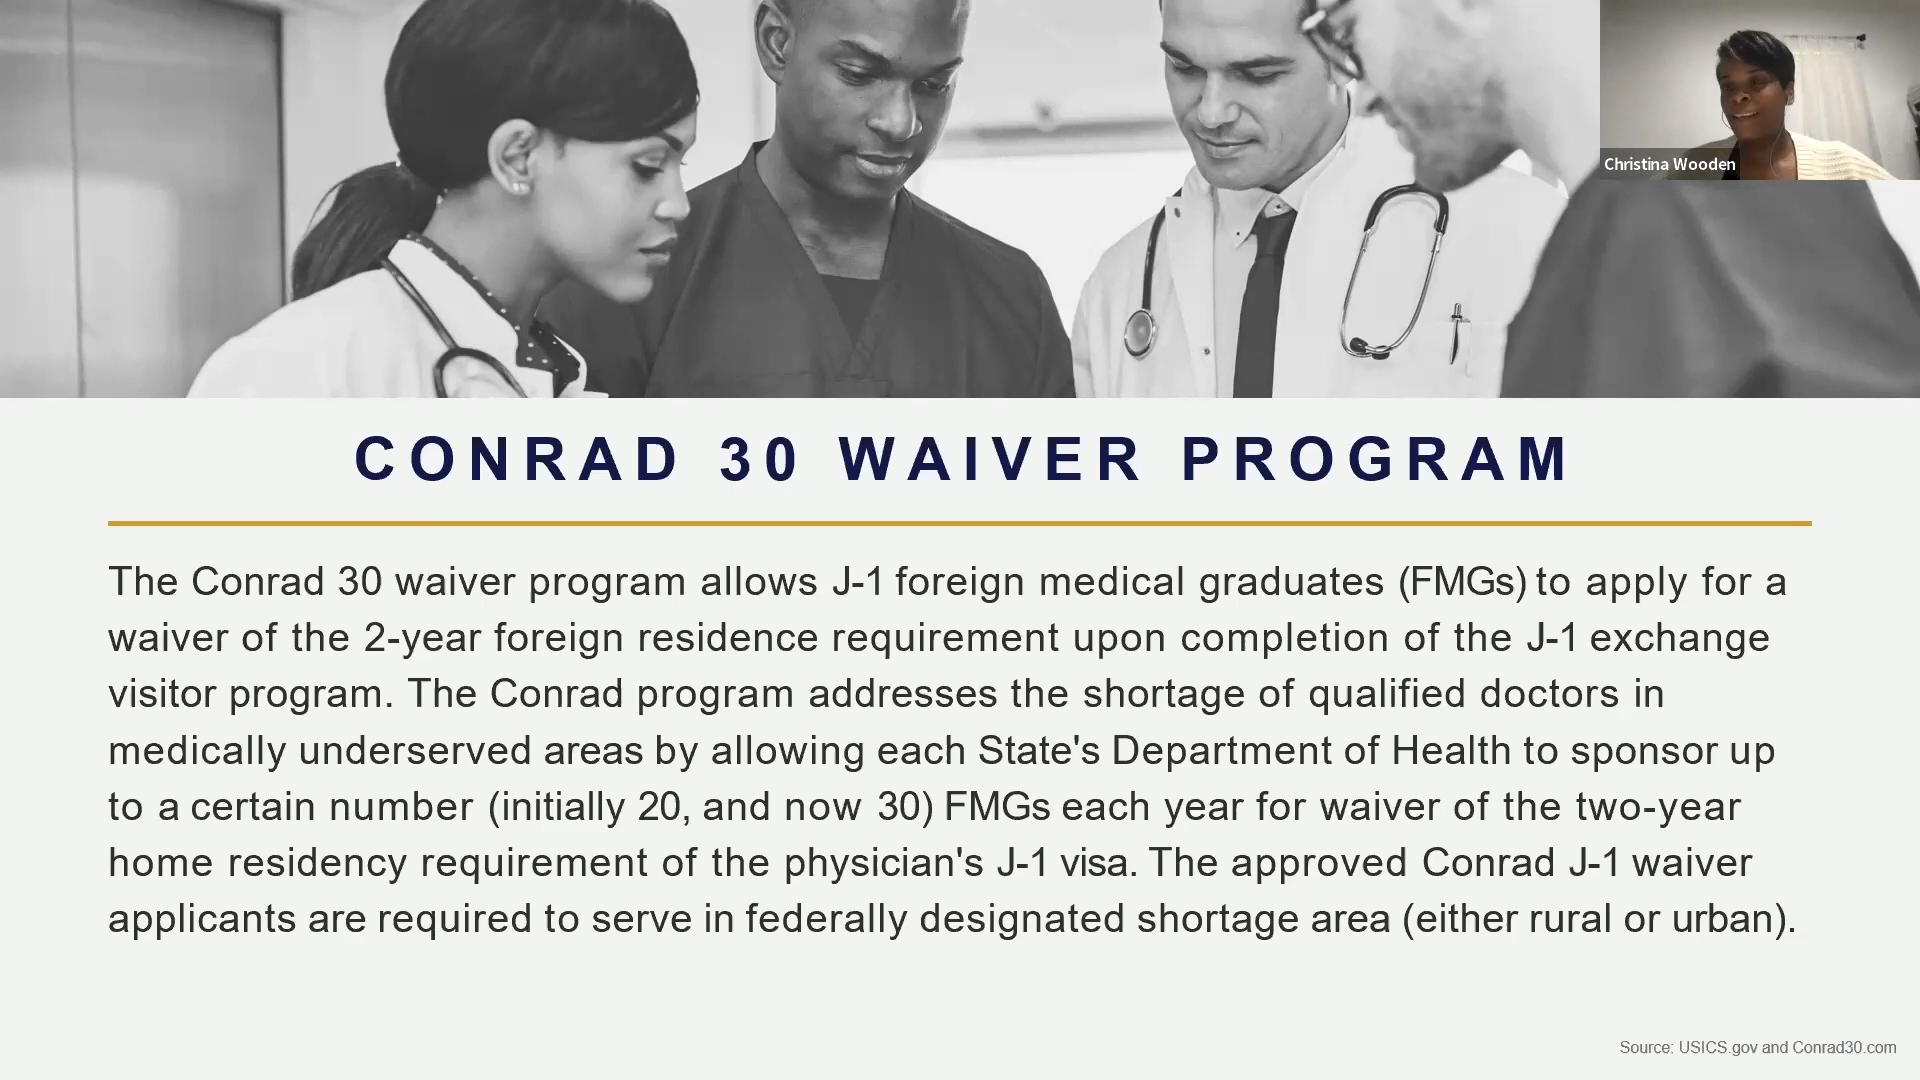 Christina Wooden
CONRAD 30 WAIVER PROGRAM
The Conrad 30 waiver program allows J-1 foreign medical graduates (FMGs) to apply for a
waiver of the 2-year foreign residence requirement upon completion of the J-1 exchange
visitor program. The Conrad program addresses the shortage of qualified doctors in
medically underserved areas by allowing each State's Department of Health to sponsor up
to a certain number (initially 20, and now 30) FMGs each year for waiver of the two-year
home residency requirement of the physician's J-1 visa. The approved Conrad J-1 waiver
applicants are required to serve in federally designated shortage area (either rural or urban).
Source: USICS.gov and Conrad30.com